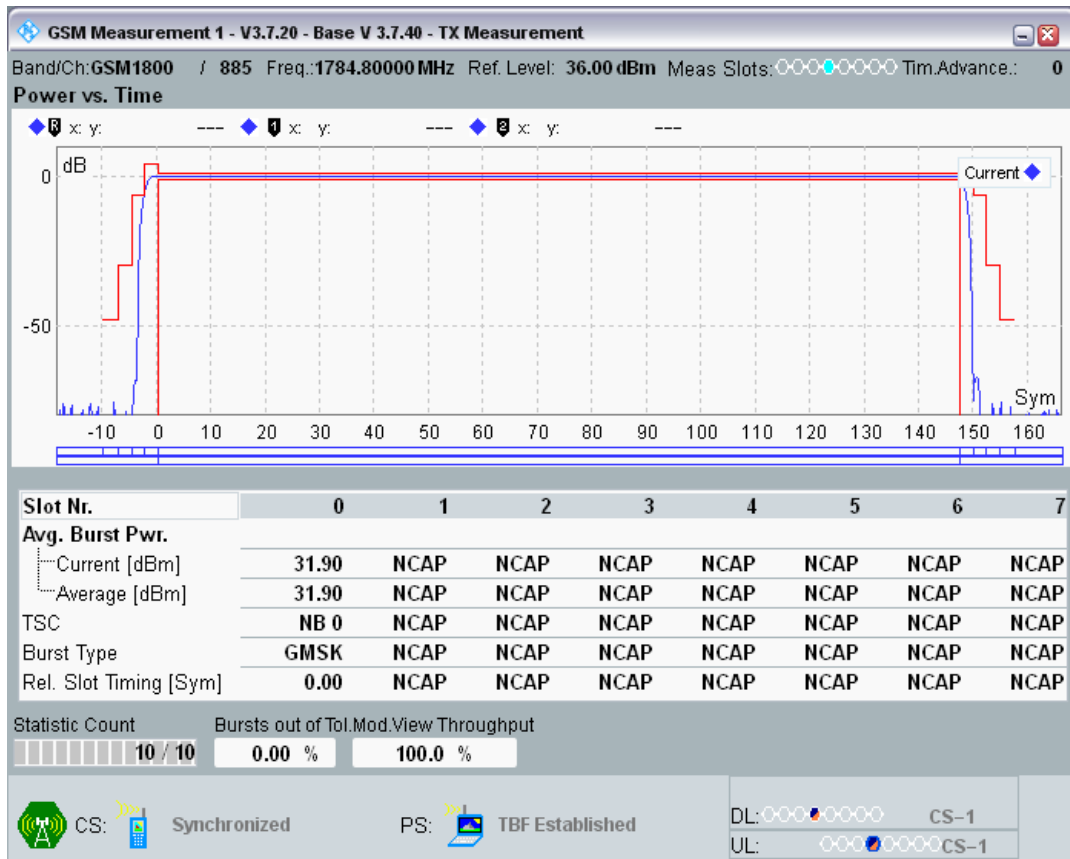 GSM Measurement 1 - V3.7.20 - Base V 3.7.40 - TX Measurement
Band/Ch:GSM1800 / 885 Freq.:1784.80000 MHz Ref. Level: 36.00 dBm Meas Slots: Tim.Advance.: 0
Power vs. Time
R x: y: --- 1 x: y: --- 2 x: y: ---
dB
Current
0
-50
Sym
-10 0 10 20 30 40 50 60 70 80 90 100 110 120 130 140 150 160
Slot Nr. 0 1 2 3 4 5 6 7
Avg. Burst Pwr.
Current [dBm] 31.90 NCAP NCAP NCAP NCAP NCAP NCAP NCAP
Average [dBm] 31.90 NCAP NCAP NCAP NCAP NCAP NCAP NCAP
TSC NB 0 NCAP NCAP NCAP NCAP NCAP NCAP NCAP
Burst Type GMSK NCAP NCAP NCAP NCAP NCAP NCAP NCAP
Rel. Slot Timing [Sym] 0.00 NCAP NCAP NCAP NCAP NCAP NCAP NCAP
Statistic Count Bursts out of Tol.Mod.View Throughput
10 / 10 0.00 % 100.0 %
CS: Synchronized PS: TBF Established
DL: CS-1
UL: CS-1